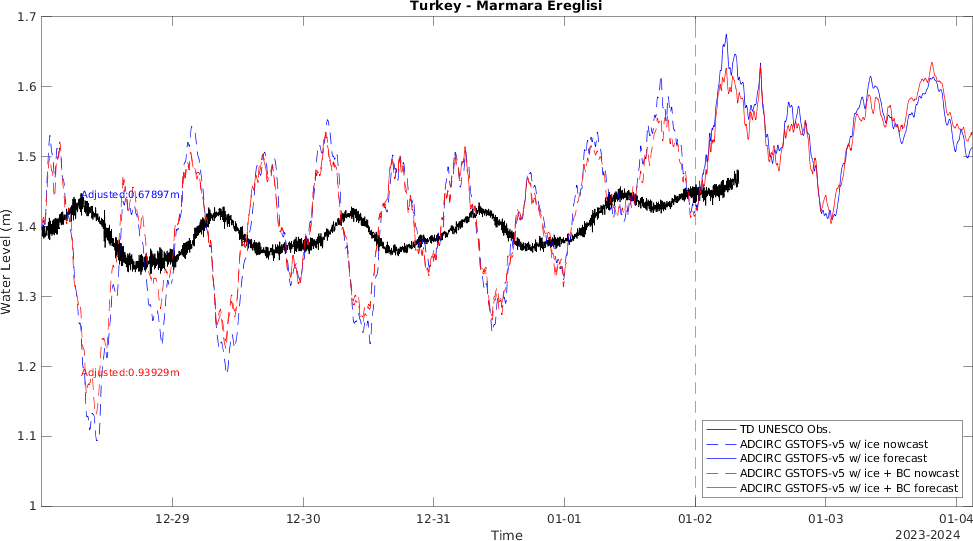 Turkey - Marmara Ereglisi
1.7
1.6
1.5
1.4
1.3
1.2
1.1
1
Water Level (m)
Adjusted:0.67897m
Adjusted:0.93929m
TD UNESCO Obs.
ADCIRC GSTOFS-v5 w/ ice nowcast
ADCIRC GSTOFS-v5 w/ ice forecast
ADCIRC GSTOFS-v5 w/ ice + BC nowcast
ADCIRC GSTOFS-v5 w/ ice + BC forecast
12-29
12-30
12-31
01-01
01-02
01-03
01-04
Time
2023-2024